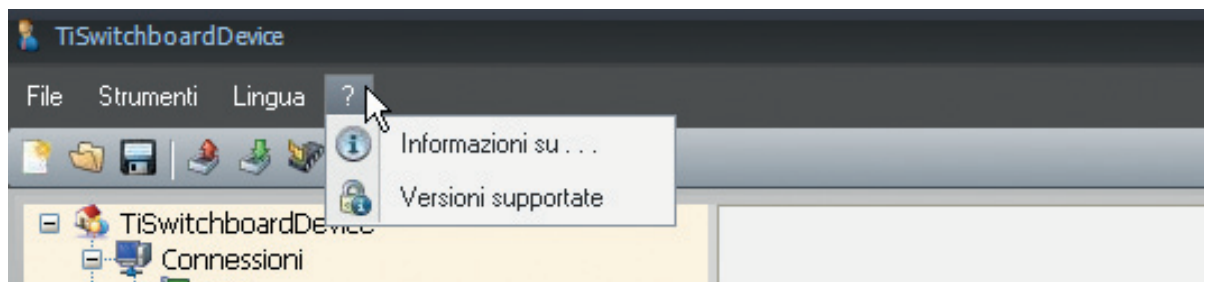 TiSwitchboardDevice
File Strumenti Lingua ?
Informazioni su . . .
Versioni supportate
TiSwitchboardDevice
Connessioni